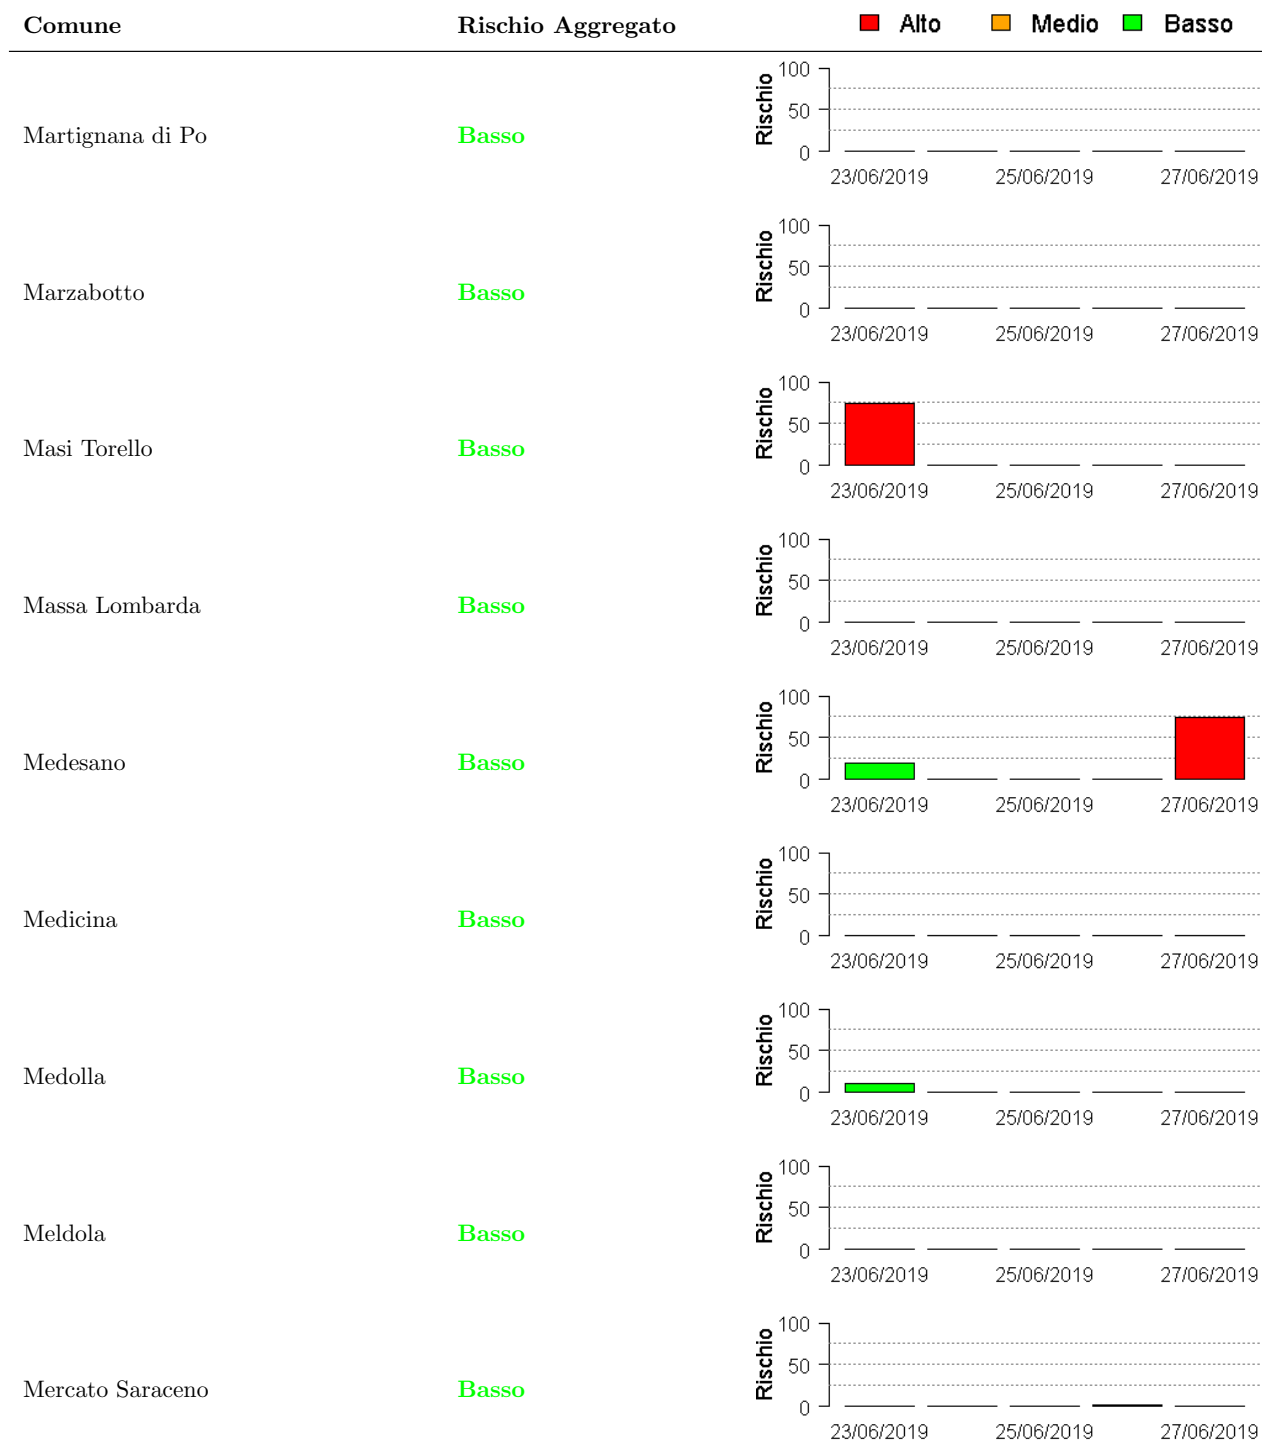 Comune Rischio Aggregato Alto Medio Basso
Martignana di Po Basso Rischio 100 50 0
23/06/2019 25/06/2019 27/06/2019
Marzabotto Basso Rischio 100 50 0
23/06/2019 25/06/2019 27/06/2019
Masi Torello Basso Rischio 100 50 0
23/06/2019 25/06/2019 27/06/2019
Massa Lombarda Basso Rischio 100 50 0
23/06/2019 25/06/2019 27/06/2019
Medesano Basso Rischio 100 50 0
23/06/2019 25/06/2019 27/06/2019
Medicina Basso Rischio 100 50 0
23/06/2019 25/06/2019 27/06/2019
Medolla Basso Rischio 100 50 0
23/06/2019 25/06/2019 27/06/2019
Meldola Basso Rischio 100 50 0
23/06/2019 25/06/2019 27/06/2019
Mercato Saraceno Basso Rischio 100 50 0
23/06/2019 25/06/2019 27/06/2019